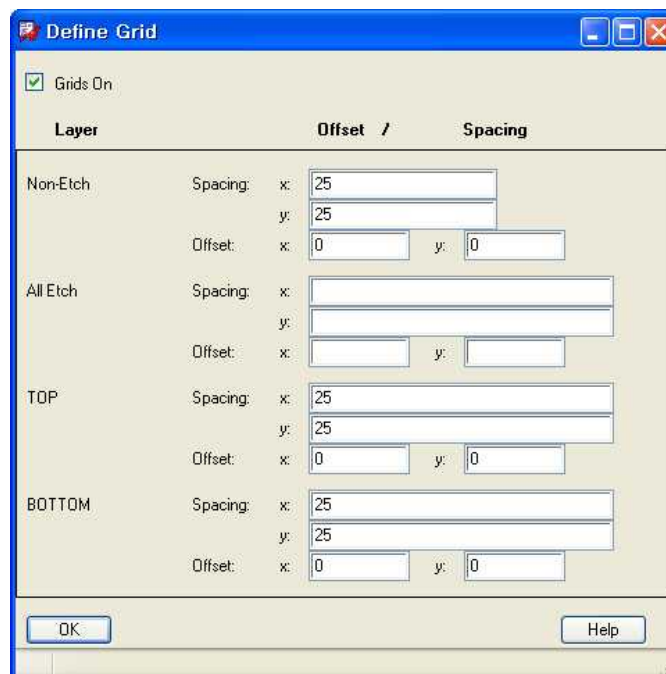 Define Grid
Grids On
Layer Offset / Spacing
Non-Etch Spacing: x: 25
y: 25
Offset: x: 0 y: 0
All Etch Spacing: x:
y:
Offset: x: y:
TOP Spacing: x: 25
y: 25
Offset: x: 0 y: 0
BOTTOM Spacing: x: 25
y: 25
Offset: x: 0 y: 0
OK Help